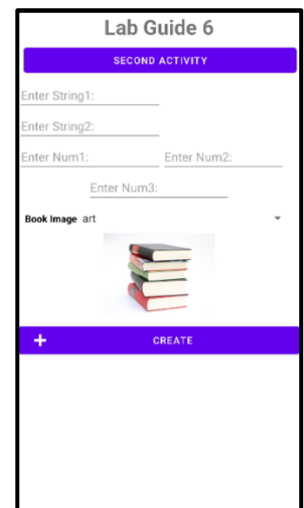 Lab Guide 6
SECOND ACTIVITY
Enter String1:
Enter String2:
Enter Num1: Enter Num2:
Enter Num3:
Book Image art
+ CREATE